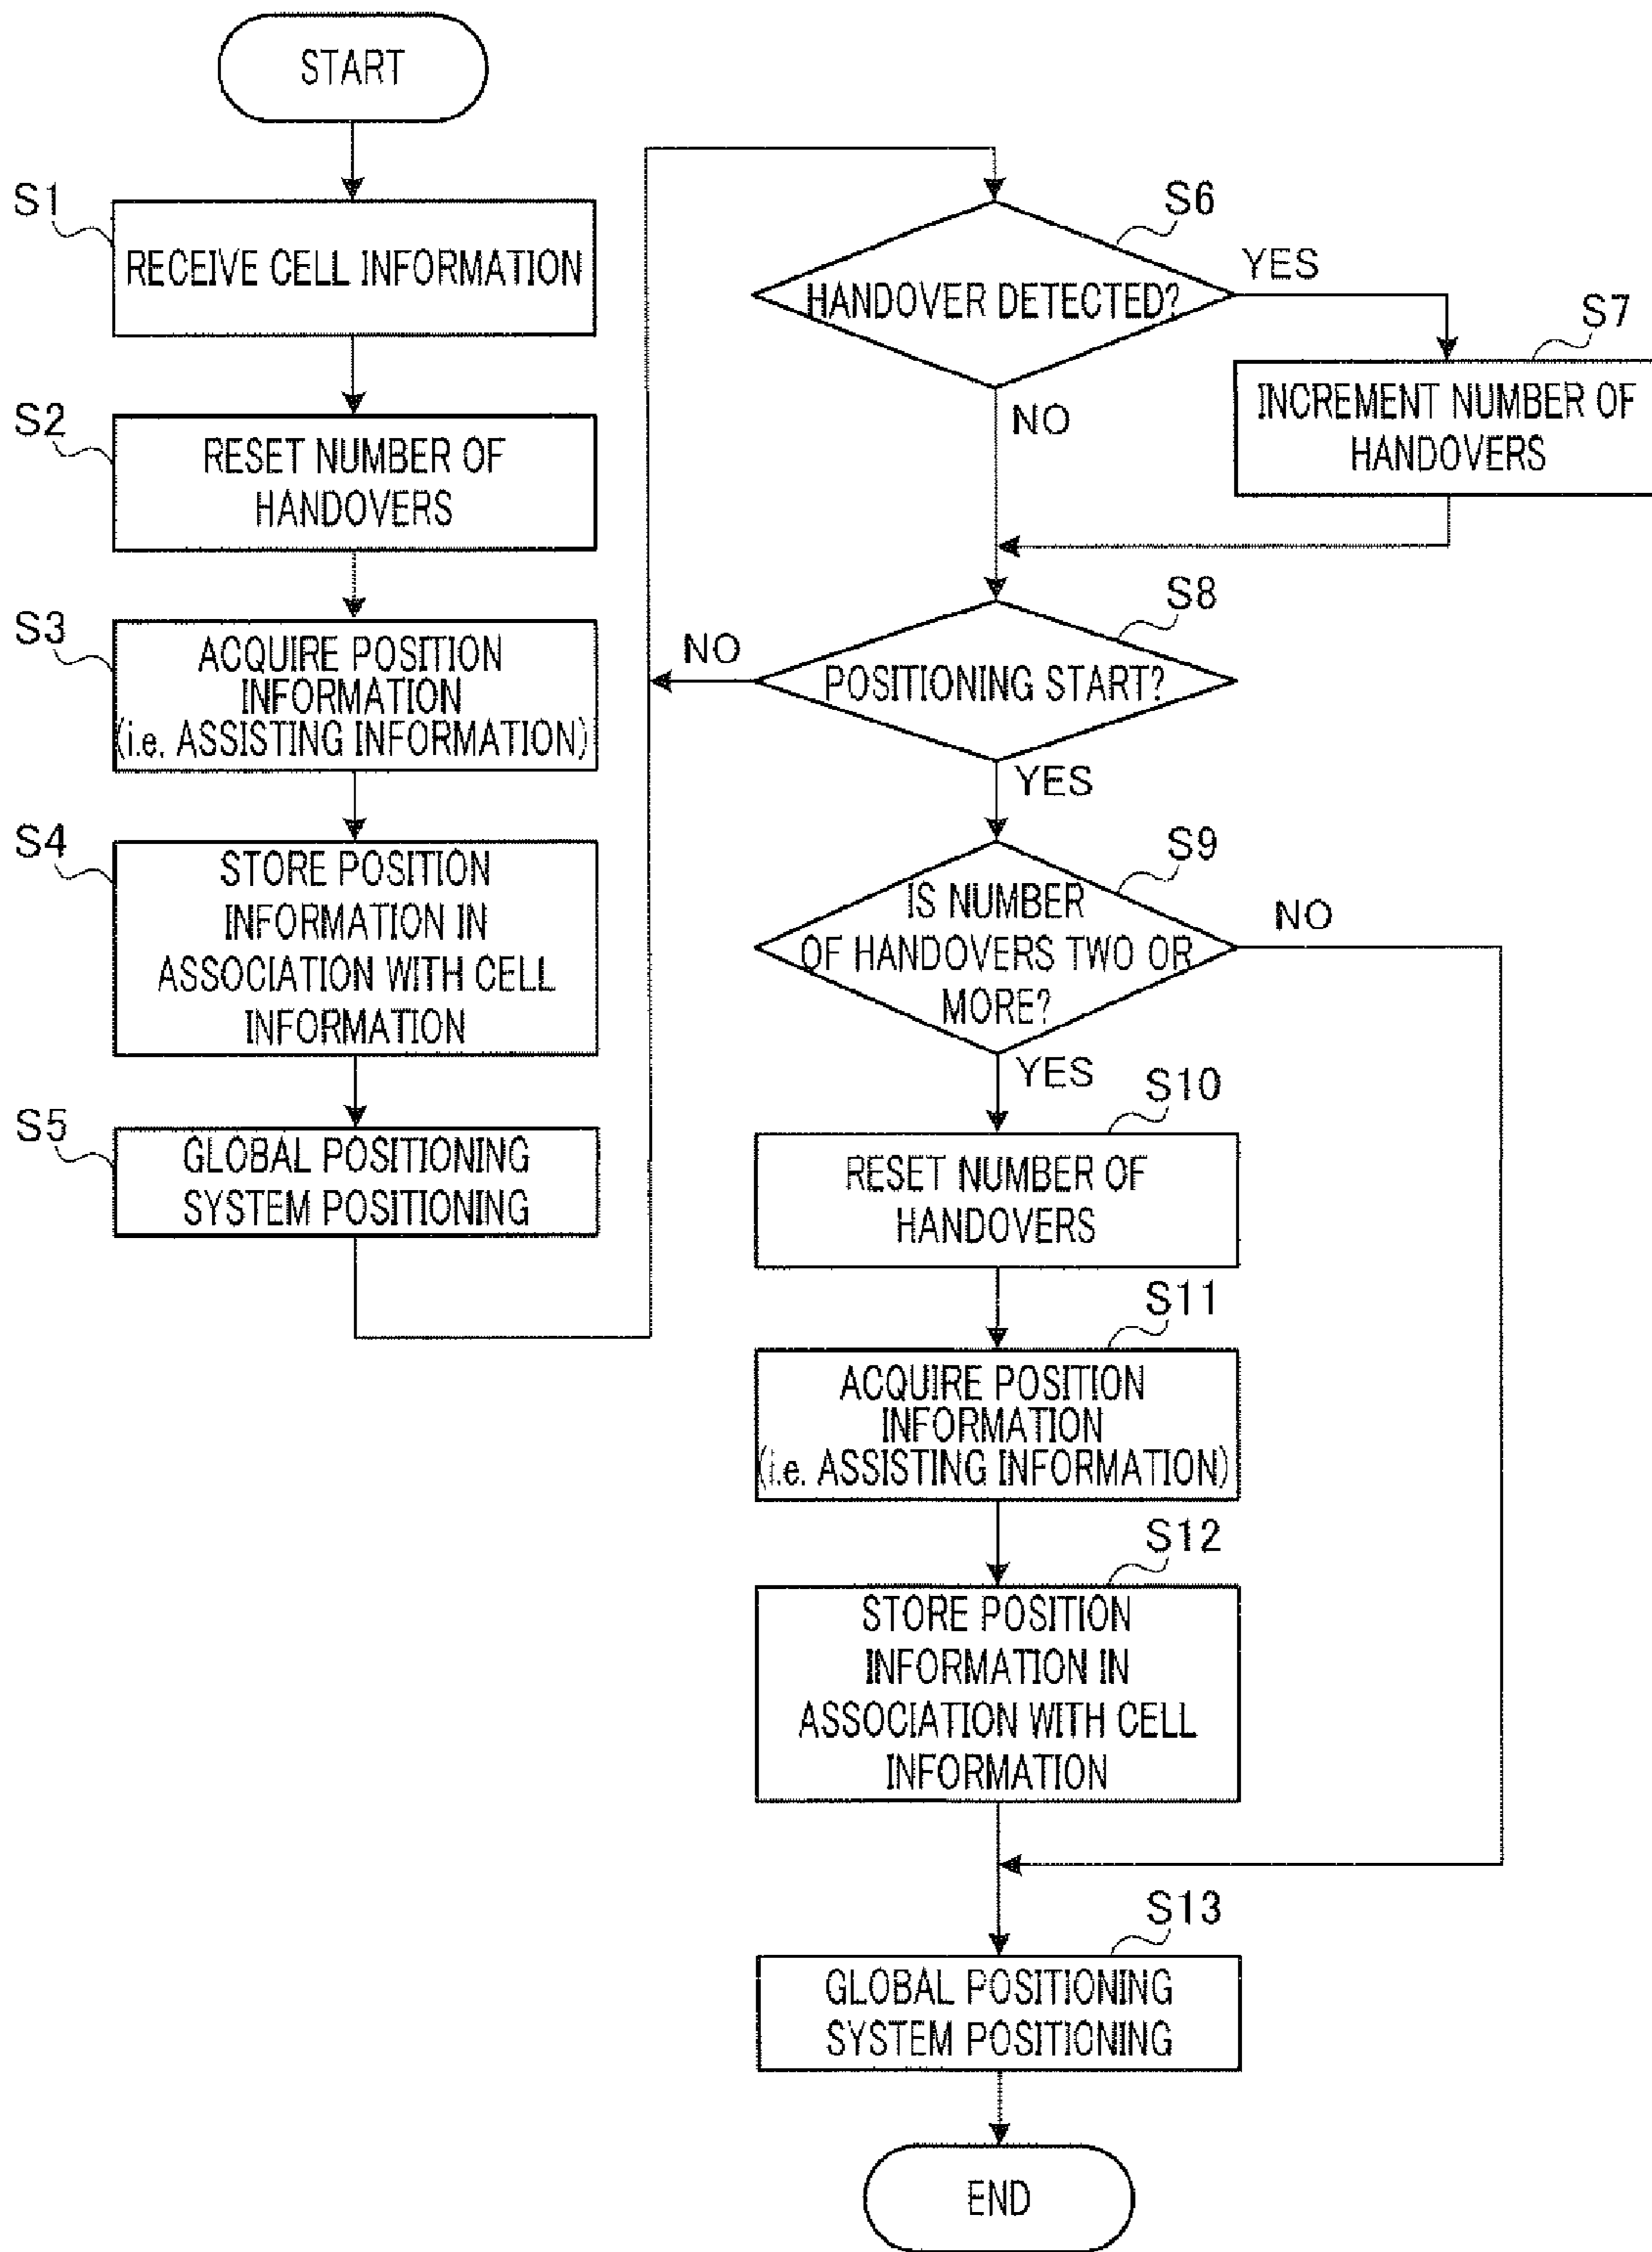 START
S1
RECEIVE CELL INFORMATION
S2
RESET NUMBER OF
HANDOVERS
S3
ACQUIRE POSITION
INFORMATION
(i.e. ASSISTING INFORMATION)
S4
STORE POSITION
INFORMATION IN
ASSOCIATION WITH CELL
INFORMATION
S5
GLOBAL POSITIONING
SYSTEM POSITIONING
S6
HANDOVER DETECTED?
YES
NO
S7
INCREMENT NUMBER OF
HANDOVERS
S8
POSITIONING START?
NO
YES
S9
IS NUMBER
OF HANDOVERS TWO OR
MORE?
NO
YES
S10
RESET NUMBER OF
HANDOVERS
S11
ACQUIRE POSITION
INFORMATION
(i.e. ASSISTING INFORMATION)
S12
STORE POSITION
INFORMATION IN
ASSOCIATION WITH CELL
INFORMATION
S13
GLOBAL POSITIONING
SYSTEM POSITIONING
END